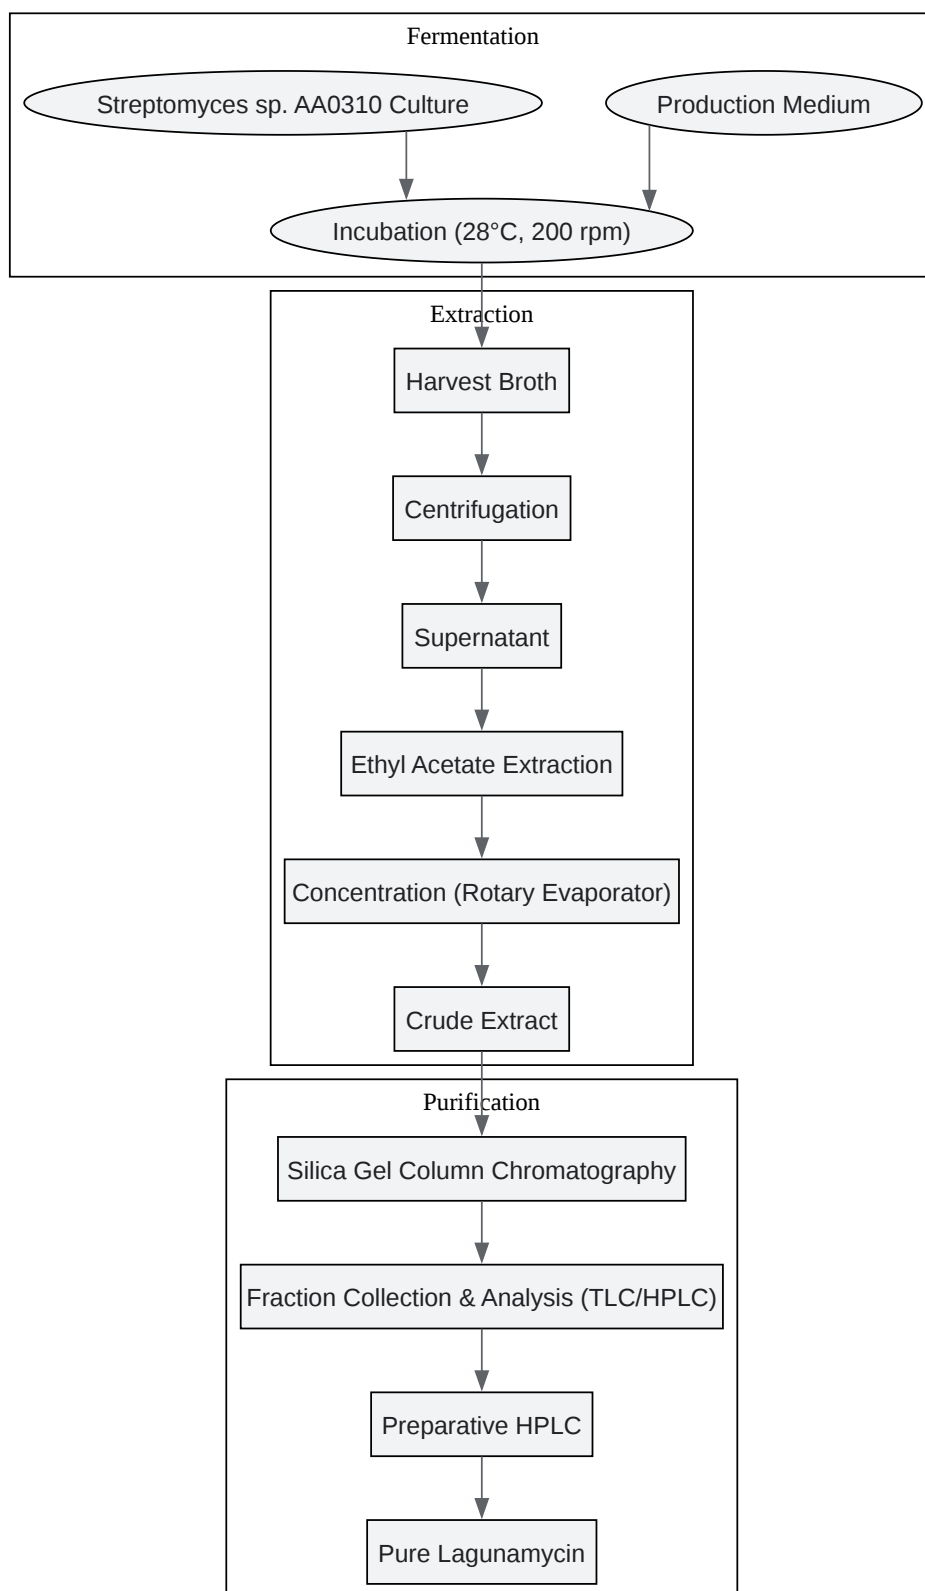 Fermentation
Streptomyces sp. AA0310 Culture
Production Medium
Incubation (28°C, 200 rpm)
Extraction
Harvest Broth
Centrifugation
Supernatant
Ethyl Acetate Extraction
Concentration (Rotary Evaporator)
Crude Extract
Purification
Silica Gel Column Chromatography
Fraction Collection & Analysis (TLC/HPLC)
Preparative HPLC
Pure Lagunamycin